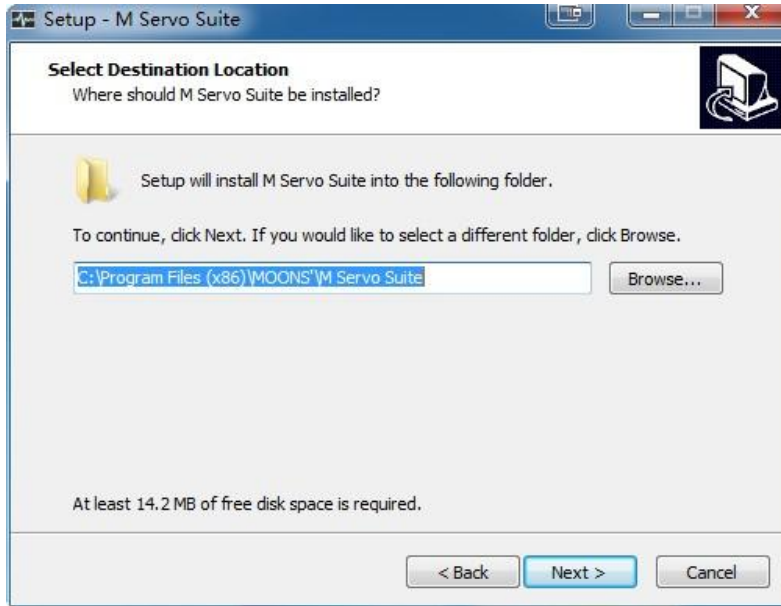 Setup - M Servo Suite
Select Destination Location
Where should M Servo Suite be installed?
Setup will install M Servo Suite into the following folder.
To continue, click Next. If you would like to select a different folder, click Browse.
C:\Program Files (x86)\MOONS'\M Servo Suite
Browse...
At least 14.2 MB of free disk space is required.
< Back
Next >
Cancel